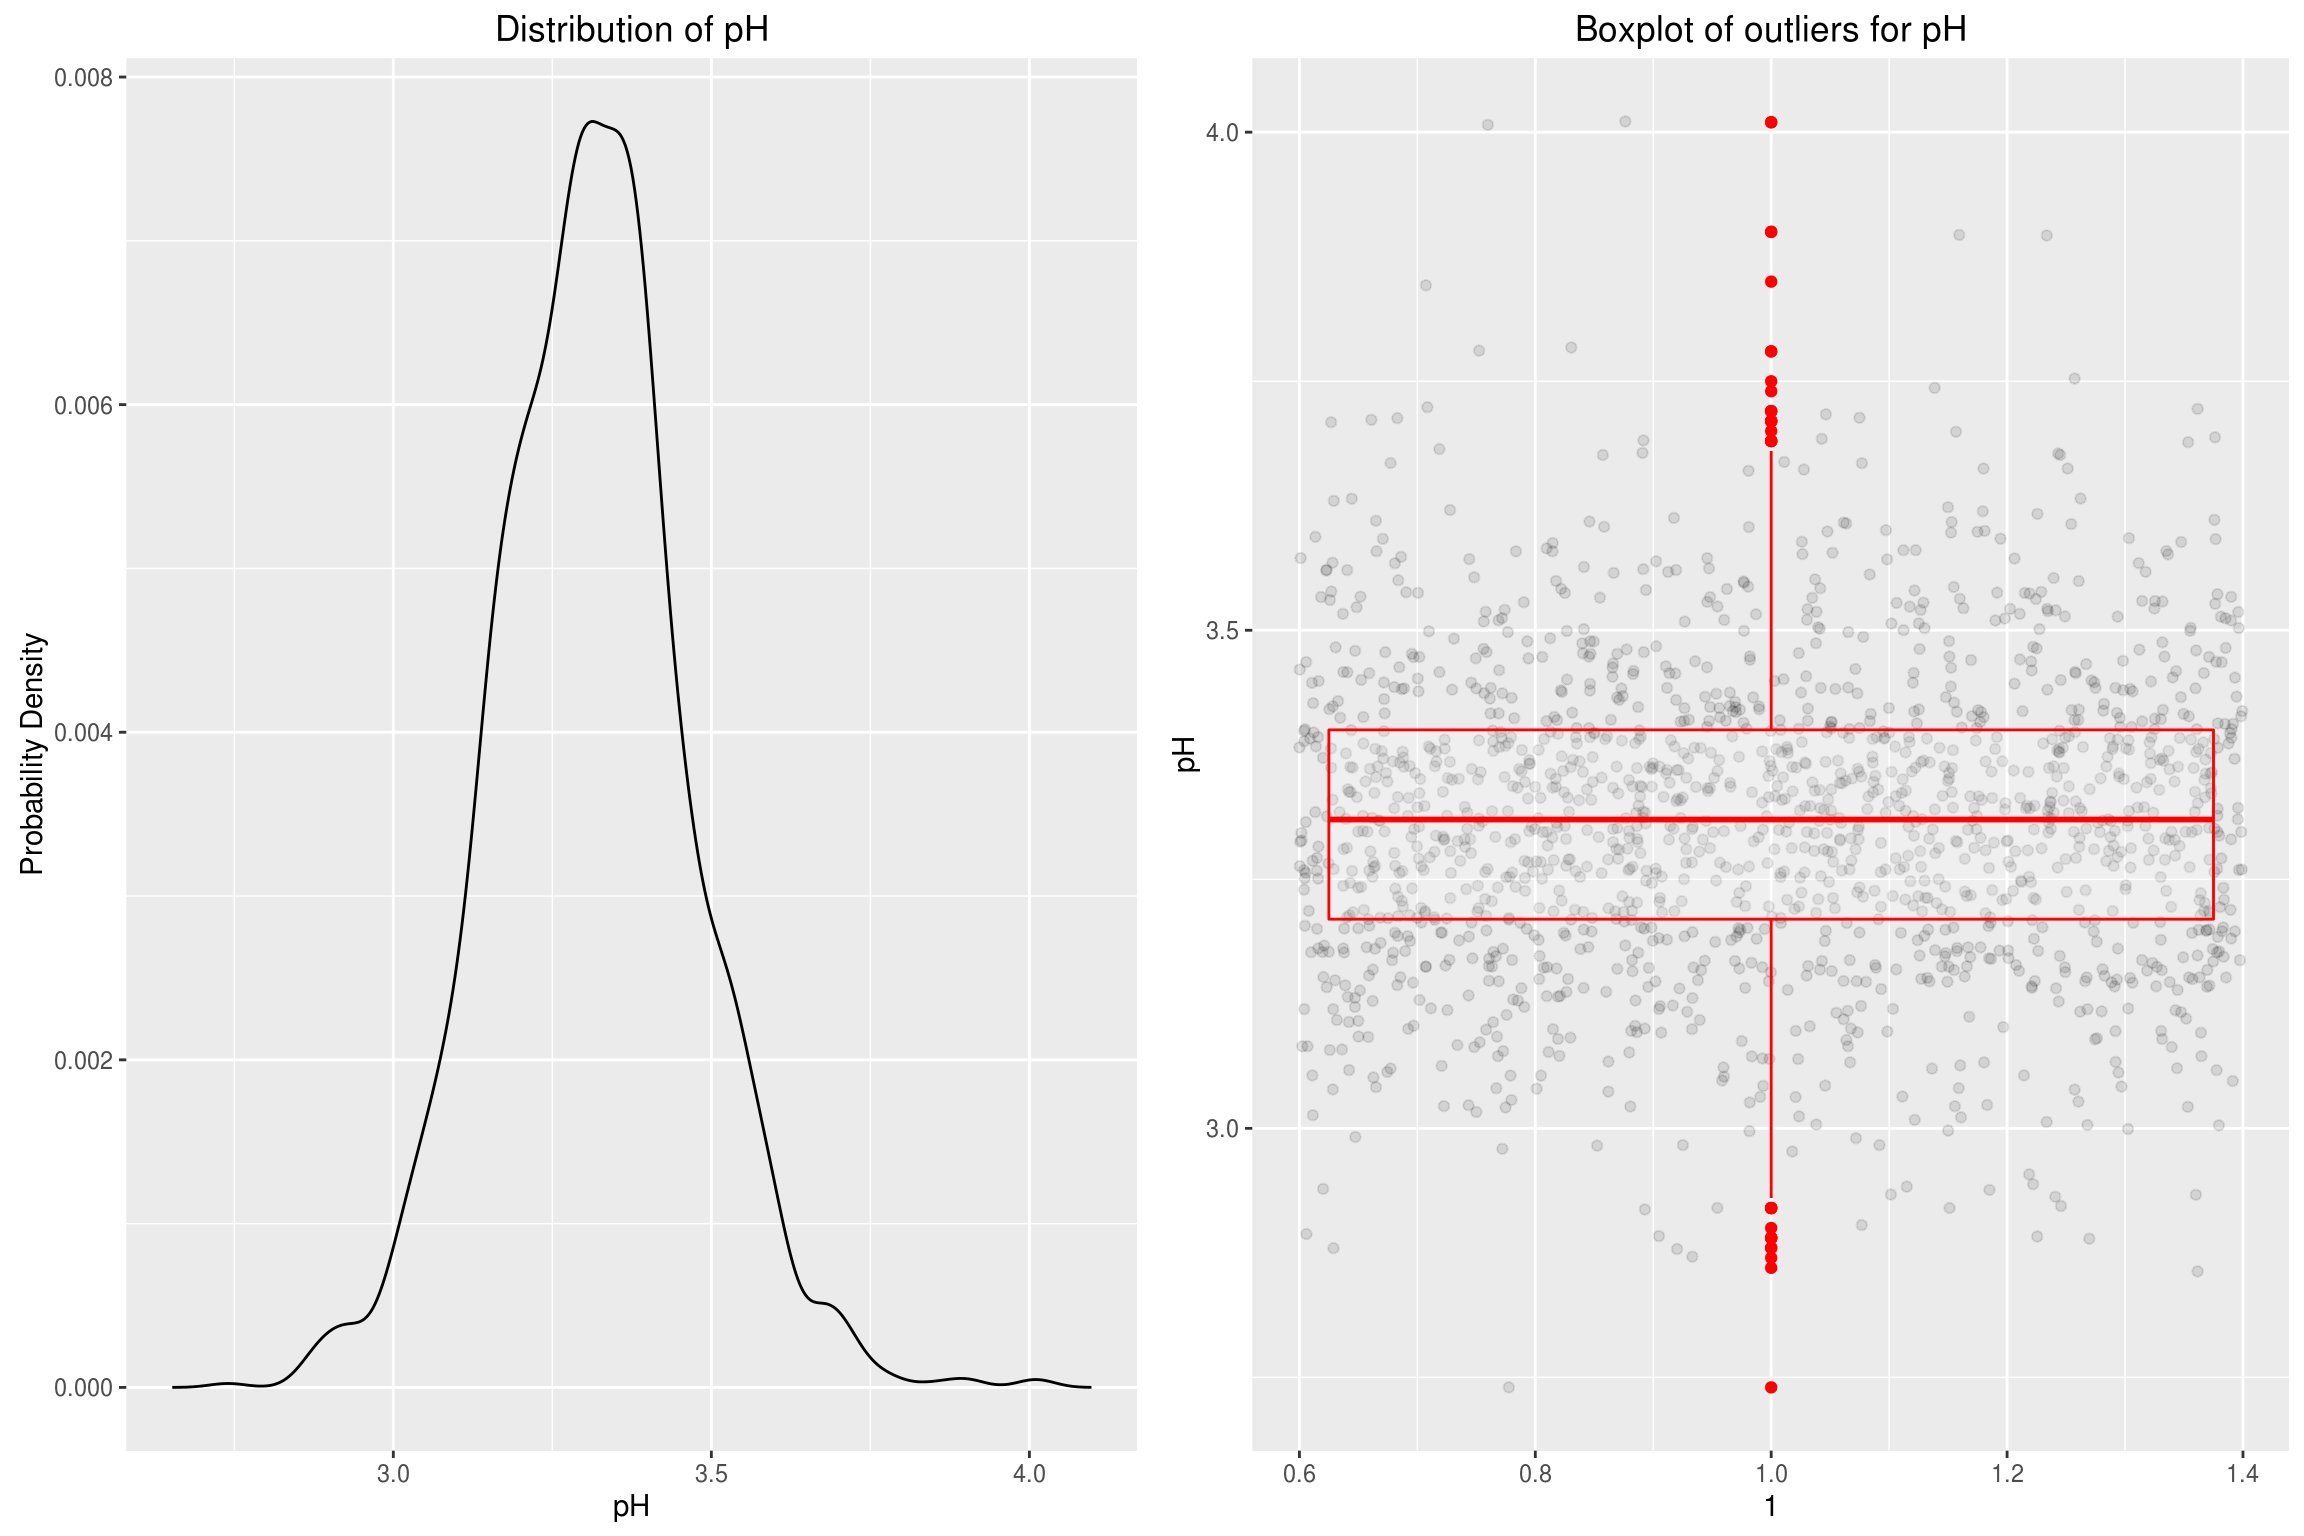 Distribution of pH
0.008
0.006
0.004
0.002
0.000
Probability Density
3.0 3.5 4.0
pH
Boxplot of outliers for pH
4.0
3.5
3.0
pH
0.6 0.8 1.0 1.2 1.4
1